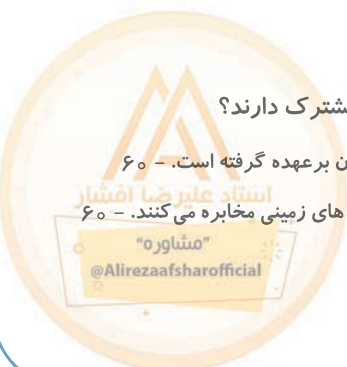 شترک دارند؟
ن برعهده گرفته است. – ۶۰
های زمینی مخابره می‌کنند. – ۶۰
استاد علیرضا افشار
"مشاوره"
@Alirezaafsharofficial